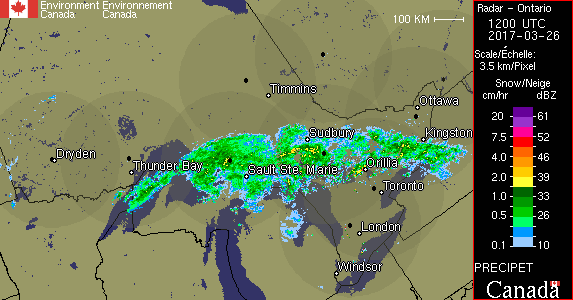 Environment Environnement
Canada Canada
100 KM
Timmins
Ottawa
Sudbury
Kingston
Dryden
Thunder Bay
Sault Ste. Marie
Orillia
Toronto
London
Windsor
Radar - Ontario
1200 UTC
2017-03-26
Scale/Échelle:
3.5 km/Pixel
Snow/Neige
cm/hr dBZ
20 61
7.5 52
4.0 46
2.0 39
1.0 33
0.5 26
0.1 10
PRECIPET
Canada